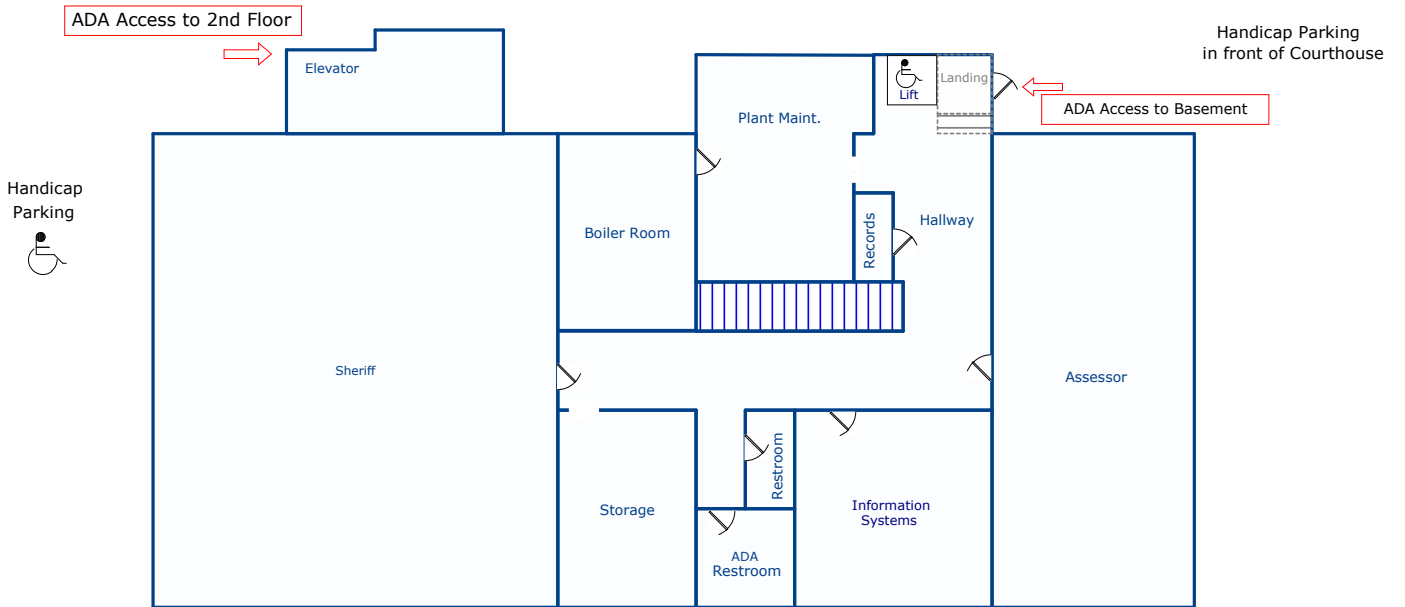 ADA Access to 2nd Floor
Handicap Parking
in front of Courthouse
Elevator
Lift
Landing
ADA Access to Basement
Plant Maint.
Handicap
Parking
Boiler Room
Records
Hallway
Sheriff
Assessor
Storage
Restroom
Information
Systems
ADA
Restroom